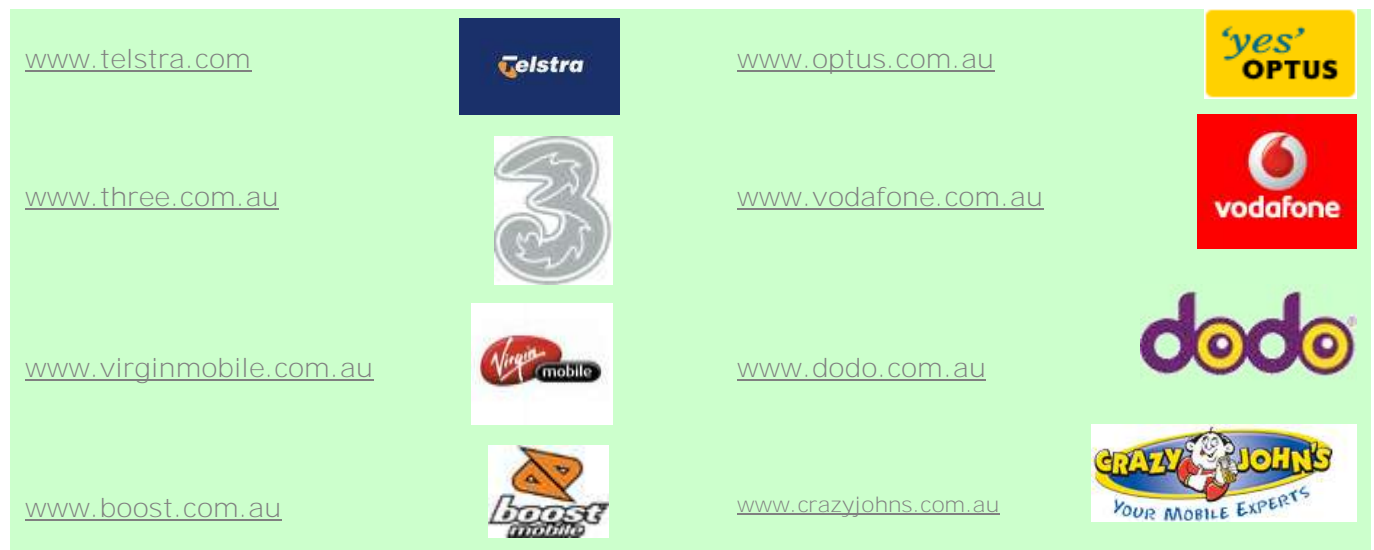 www.telstra.com
Telstra
www.optus.com.au
'yes'
OPTUS
www.three.com.au
3
www.vodafone.com.au
vodafone
www.virginmobile.com.au
Virgin
mobile
www.dodo.com.au
dodo®
www.boost.com.au
boost
mobile
www.crazyjohns.com.au
CRAZY JOHN'S
YOUR MOBILE EXPERTS